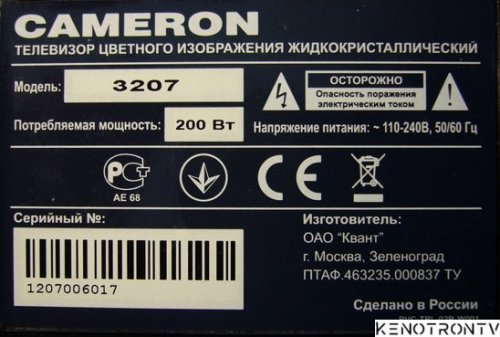 CAMERON
ТЕЛЕВИЗОР ЦВЕТНОГО ИЗОБРАЖЕНИЯ ЖИДКОКРИСТАЛЛИЧЕСКИЙ
Модель: 3207
ОСТОРОЖНО
Опасность поражения
электрическим током
Потребляемая мощность: 200 Вт
Напряжение питания: ~ 110-240В, 50/60 Гц
РСТ
АЕ 68
CE
Серийный №:
1207006017
Изготовитель:
ОАО "Квант"
г. Москва, Зеленоград
ПТАФ.463235.000837 ТУ
Сделано в России
KENOTRONTV